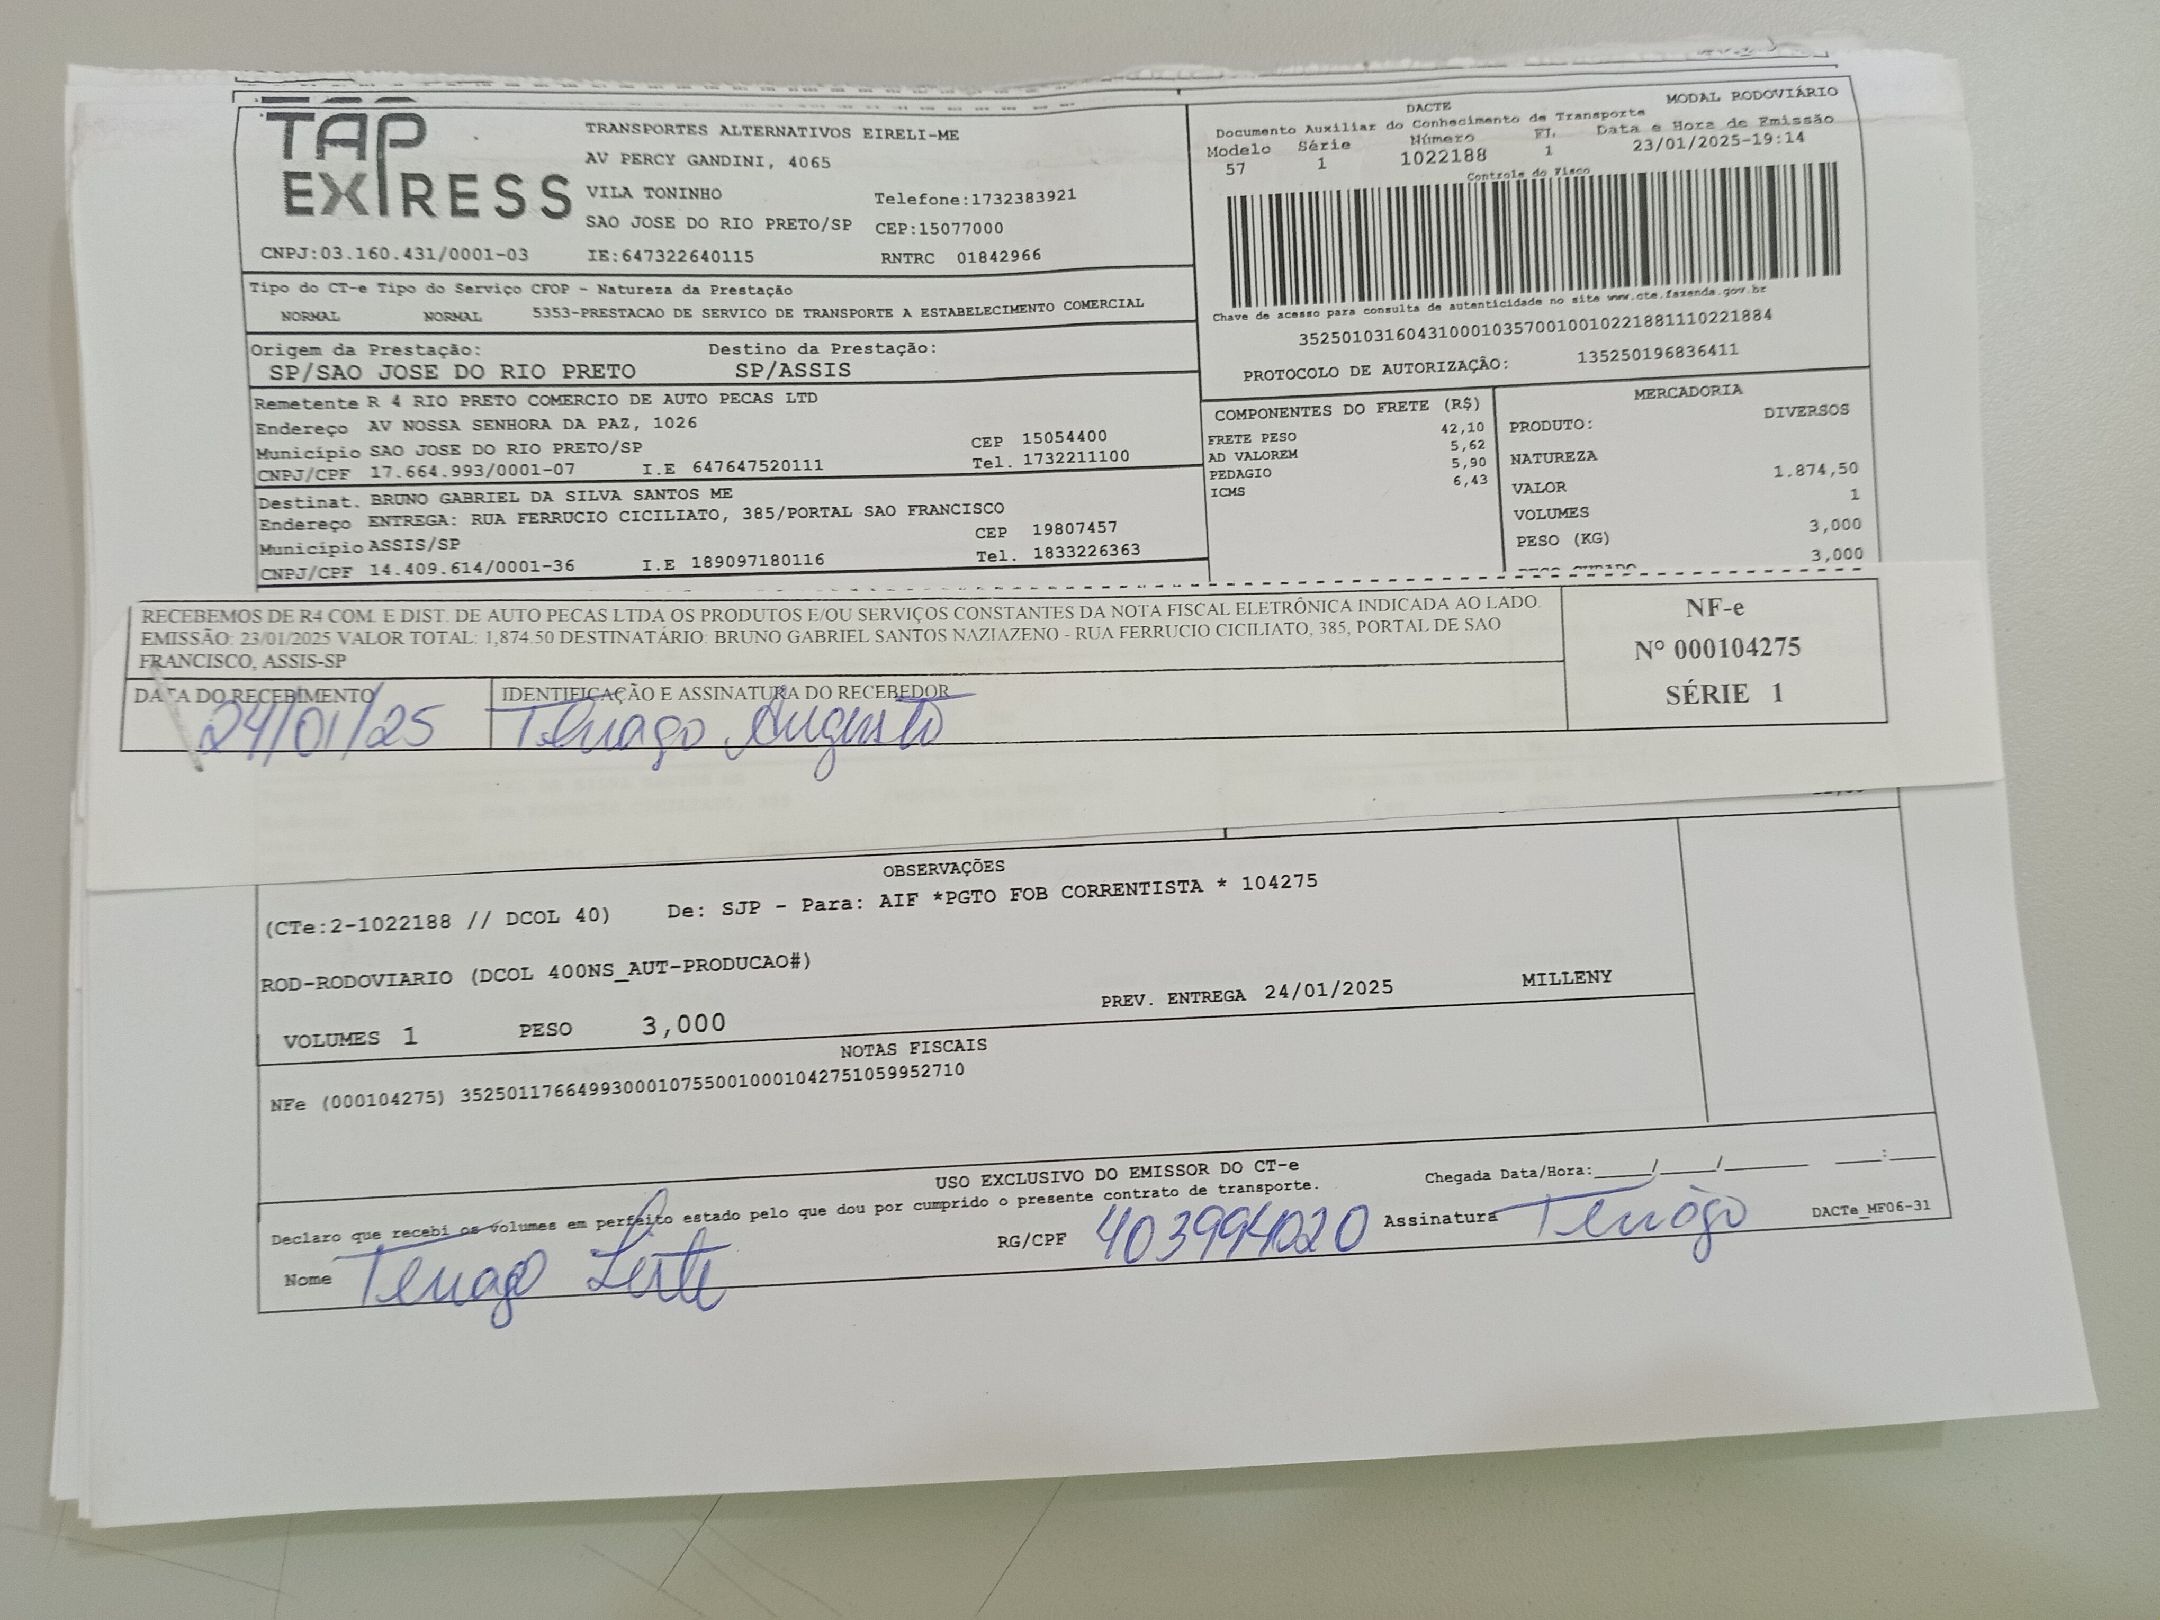 TAP
EXPRESS
TRANSPORTES ALTERNATIVOS EIRELI-ME
AV PERCY GANDINI, 4065
VILA TONINHO
Telefone:1732383921
SAO JOSE DO RIO PRETO/SP CEP:15077000
CNPJ:03.160.431/0001-03 IE:647322640115 RNTRC 01842966
DACTE
MODAL RODOVIÁRIO
Documento Auxiliar do Conhecimento de Transporte
Modelo Série Número FL Data e Hora de Emissão
57 1 1022188 1 23/01/2025-19:14
Controle do Fisco
Chave de acesso para consulta de autenticidade no site www.cte.fazenda.gov.br
35250103160431000103570010010221881110221884
PROTOCOLO DE AUTORIZAÇÃO: 135250196836411
Tipo do CT-e Tipo do Serviço CFOP - Natureza da Prestação
NORMAL NORMAL 5353-PRESTACAO DE SERVICO DE TRANSPORTE A ESTABELECIMENTO COMERCIAL
Origem da Prestação: Destino da Prestação:
SP/SAO JOSE DO RIO PRETO SP/ASSIS
Remetente R 4 RIO PRETO COMERCIO DE AUTO PECAS LTD
Endereço AV NOSSA SENHORA DA PAZ, 1026
Município SAO JOSE DO RIO PRETO/SP CEP 15054400
CNPJ/CPF 17.664.993/0001-07 I.E 647647520111 Tel. 1732211100
Destinat. BRUNO GABRIEL DA SILVA SANTOS ME
Endereço ENTREGA: RUA FERRUCIO CICILIATO, 385/PORTAL SAO FRANCISCO
Município ASSIS/SP CEP 19807457
CNPJ/CPF 14.409.614/0001-36 I.E 189097180116 Tel. 1833226363
COMPONENTES DO FRETE (R$)
FRETE PESO 42,10
AD VALOREM 5,62
PEDAGIO 5,90
ICMS 6,43
MERCADORIA
PRODUTO: DIVERSOS
NATUREZA
VALOR 1.874,50
VOLUMES 1
PESO (KG) 3,000
3,000
RECEBEMOS DE R4 COM. E DIST. DE AUTO PECAS LTDA OS PRODUTOS E/OU SERVIÇOS CONSTANTES DA NOTA FISCAL ELETRÔNICA INDICADA AO LADO.
EMISSÃO: 23/01/2025 VALOR TOTAL: 1,874.50 DESTINATÁRIO: BRUNO GABRIEL SANTOS NAZIAZENO - RUA FERRUCIO CICILIATO, 385, PORTAL DE SAO
FRANCISCO, ASSIS-SP
NF-e
Nº 000104275
SÉRIE 1
DATA DO RECEBIMENTO IDENTIFICAÇÃO E ASSINATURA DO RECEBEDOR
24/01/25 Thiago Augusto
OBSERVAÇÕES
(CTe:2-1022188 // DCOL 40) De: SJP - Para: AIF *PGTO FOB CORRENTISTA * 104275
ROD-RODOVIARIO (DCOL 400NS_AUT-PRODUCAO#)
PREV. ENTREGA 24/01/2025 MILLENY
VOLUMES 1 PESO 3,000
NOTAS FISCAIS
NFe (000104275) 35250117664993000107550010001042751059952710
USO EXCLUSIVO DO EMISSOR DO CT-e
Chegada Data/Hora:____/____/______ ____:____
Declaro que recebi os volumes em perfeito estado pelo que dou por cumprido o presente contrato de transporte.
Nome Tiago Leite RG/CPF 403994020 Assinatura Tiago
DACTe_MF06-31